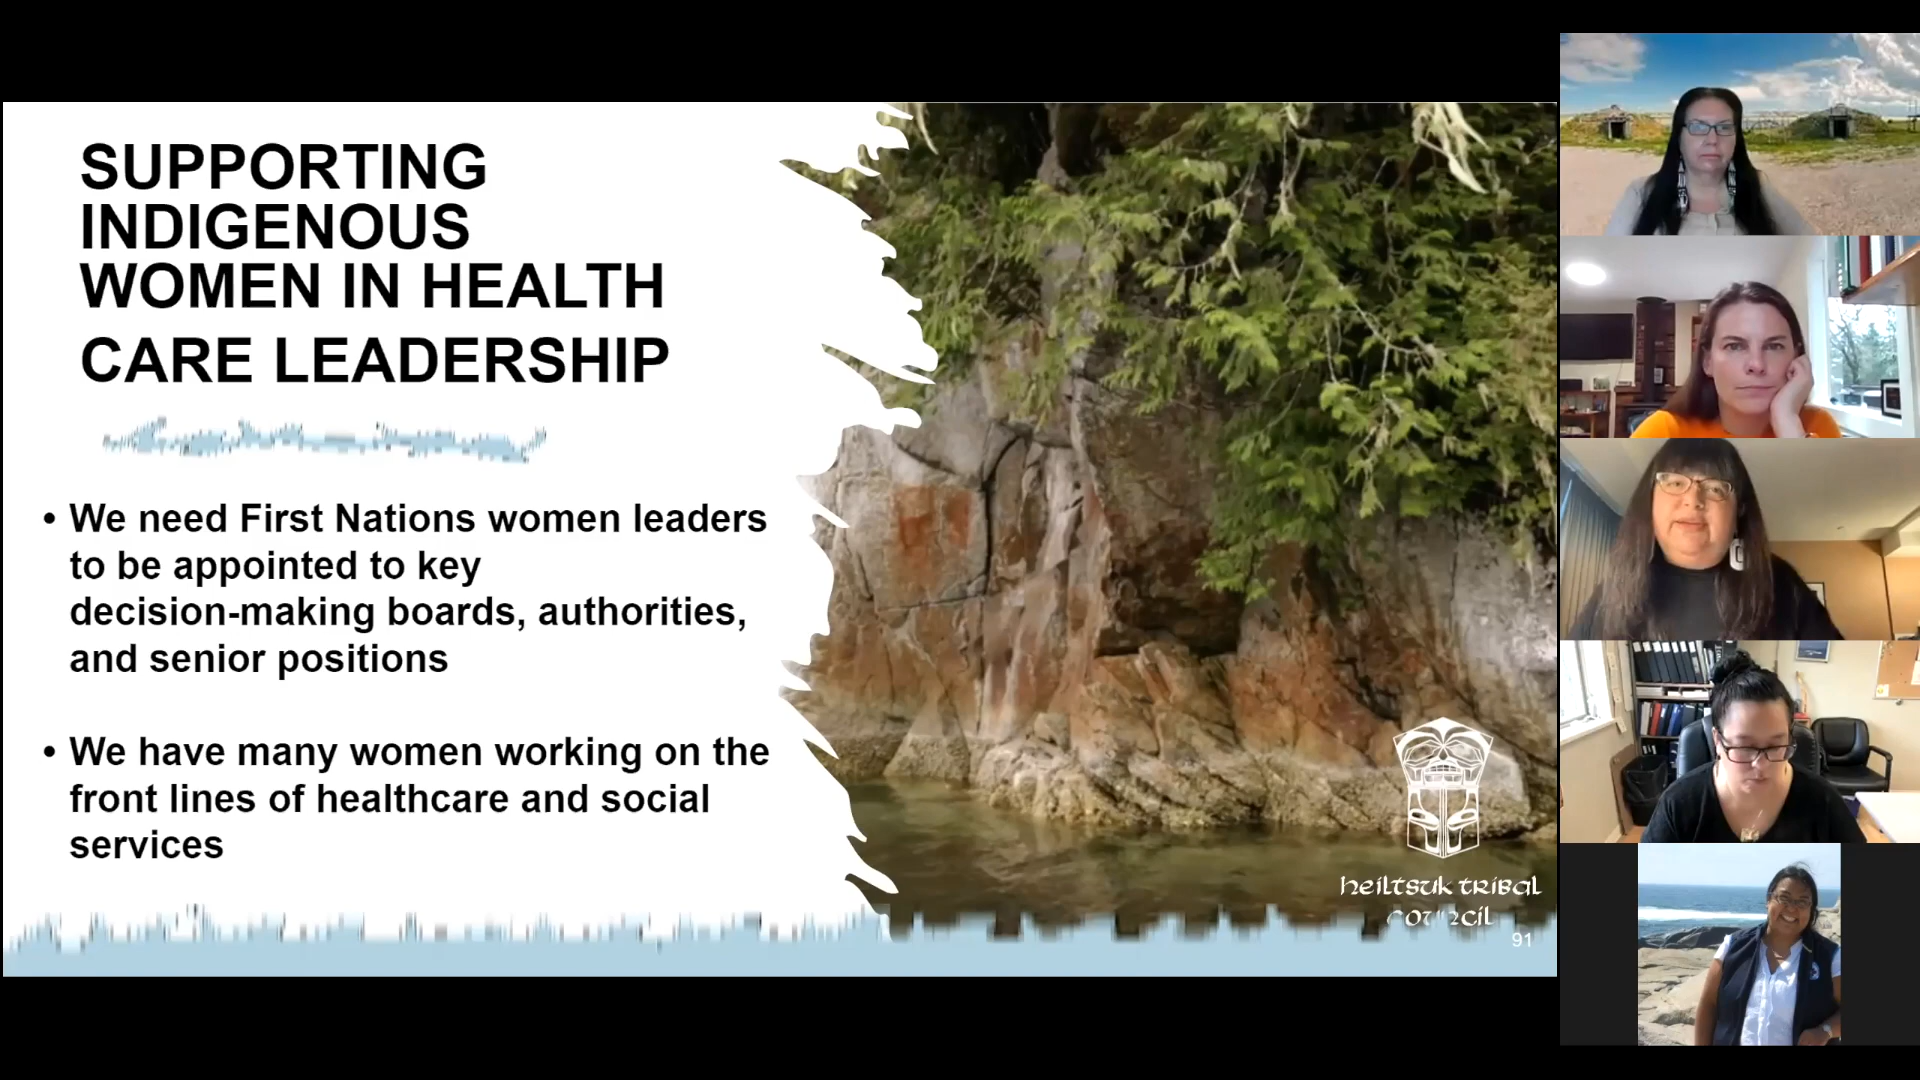 SUPPORTING
INDIGENOUS
WOMEN IN HEALTH
CARE LEADERSHIP
• We need First Nations women leaders
to be appointed to key
decision-making boards, authorities,
and senior positions
• We have many women working on the
front lines of healthcare and social
services
heiltsuk tribal
council
91